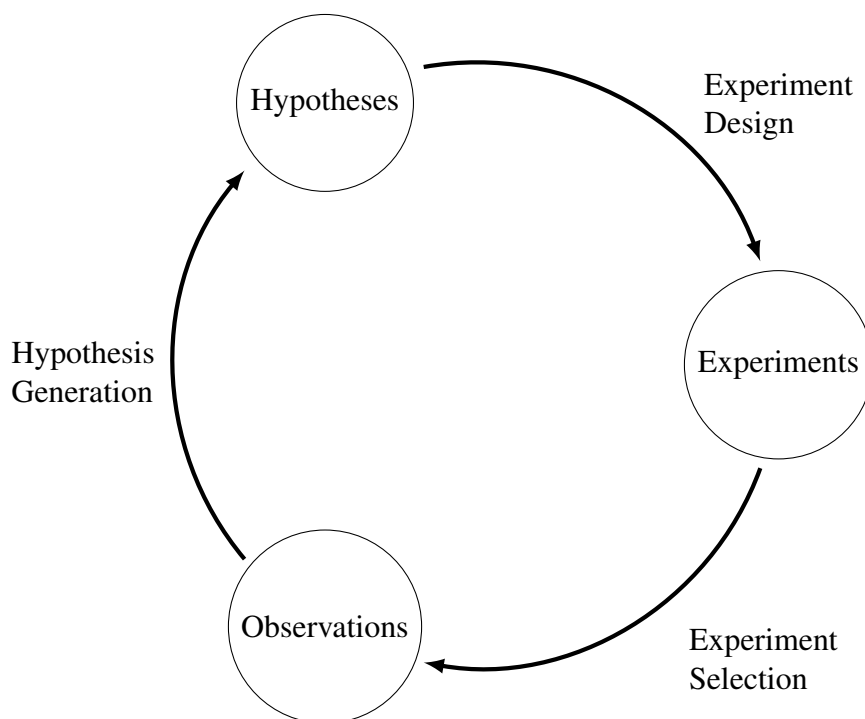 Hypotheses
Experiment
Design
Experiments
Hypothesis
Generation
Observations
Experiment
Selection